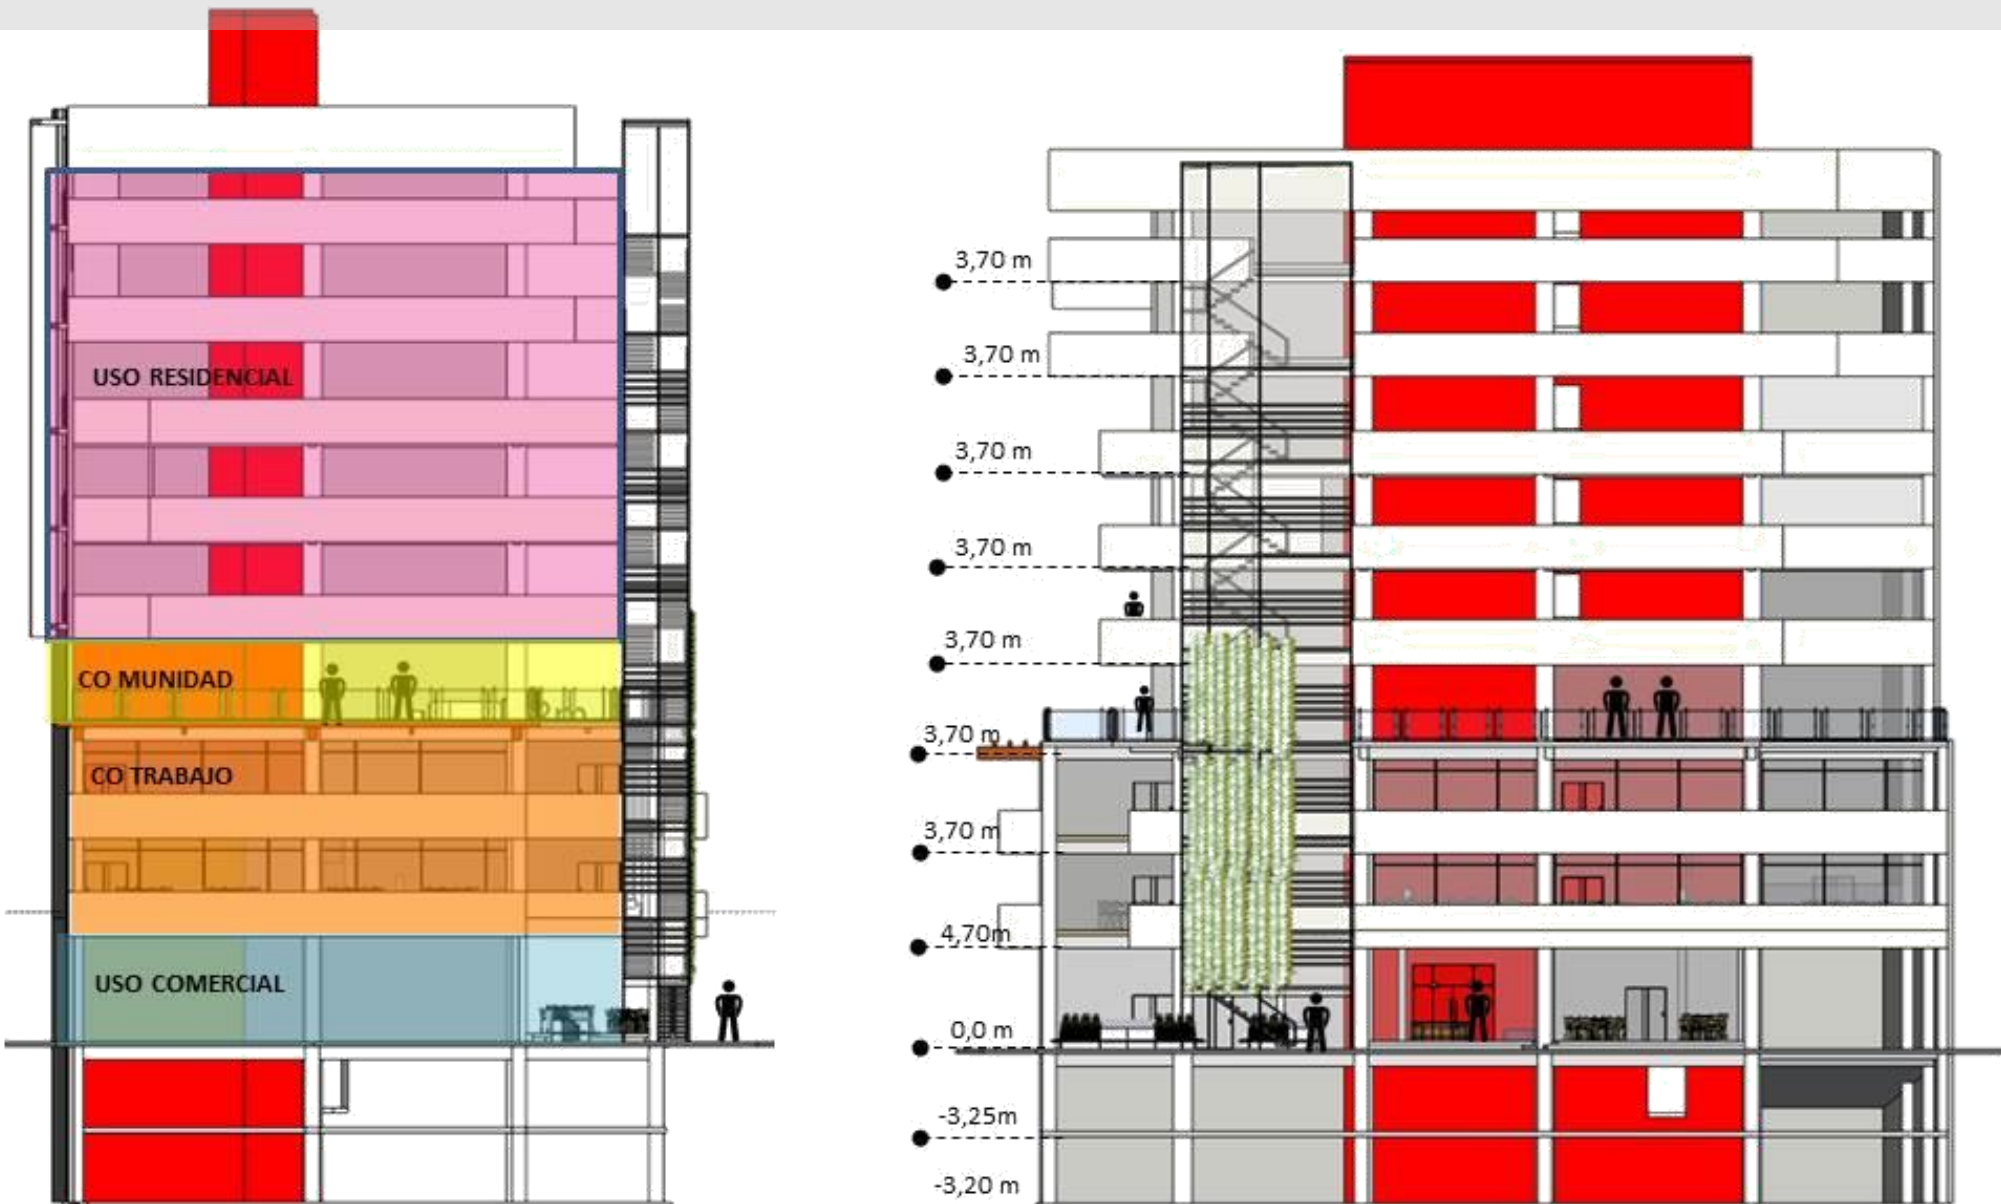 USO RESIDENCIAL
CO MUNIDAD
CO TRABAJO
USO COMERCIAL
3,70 m
3,70 m
3,70 m
3,70 m
3,70 m
3,70 m
3,70 m
4,70m
0,0 m
-3,25m
-3,20 m